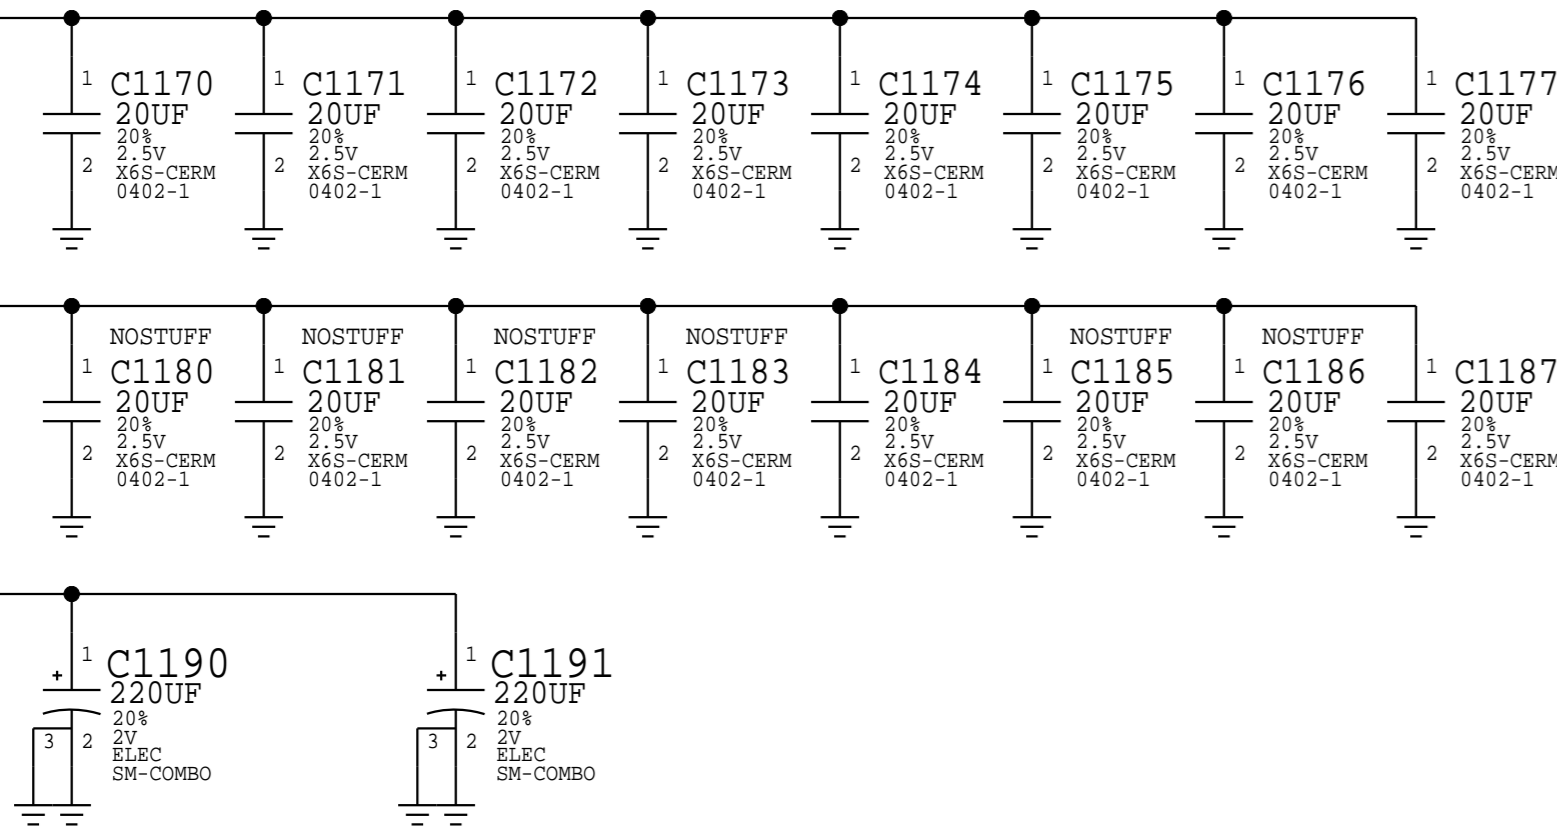 1 C1170
20UF
20%
2.5V
2 X6S-CERM
0402-1
1 C1171
20UF
20%
2.5V
2 X6S-CERM
0402-1
1 C1172
20UF
20%
2.5V
2 X6S-CERM
0402-1
1 C1173
20UF
20%
2.5V
2 X6S-CERM
0402-1
1 C1174
20UF
20%
2.5V
2 X6S-CERM
0402-1
1 C1175
20UF
20%
2.5V
2 X6S-CERM
0402-1
1 C1176
20UF
20%
2.5V
2 X6S-CERM
0402-1
1 C1177
20UF
20%
2.5V
2 X6S-CERM
0402-1
NOSTUFF
1 C1180
20UF
20%
2.5V
2 X6S-CERM
0402-1
NOSTUFF
1 C1181
20UF
20%
2.5V
2 X6S-CERM
0402-1
NOSTUFF
1 C1182
20UF
20%
2.5V
2 X6S-CERM
0402-1
NOSTUFF
1 C1183
20UF
20%
2.5V
2 X6S-CERM
0402-1
1 C1184
20UF
20%
2.5V
2 X6S-CERM
0402-1
NOSTUFF
1 C1185
20UF
20%
2.5V
2 X6S-CERM
0402-1
NOSTUFF
1 C1186
20UF
20%
2.5V
2 X6S-CERM
0402-1
1 C1187
20UF
20%
2.5V
2 X6S-CERM
0402-1
1 C1190
+ 220UF
20%
3 2 2V
ELEC
SM-COMBO
1 C1191
+ 220UF
20%
3 2 2V
ELEC
SM-COMBO